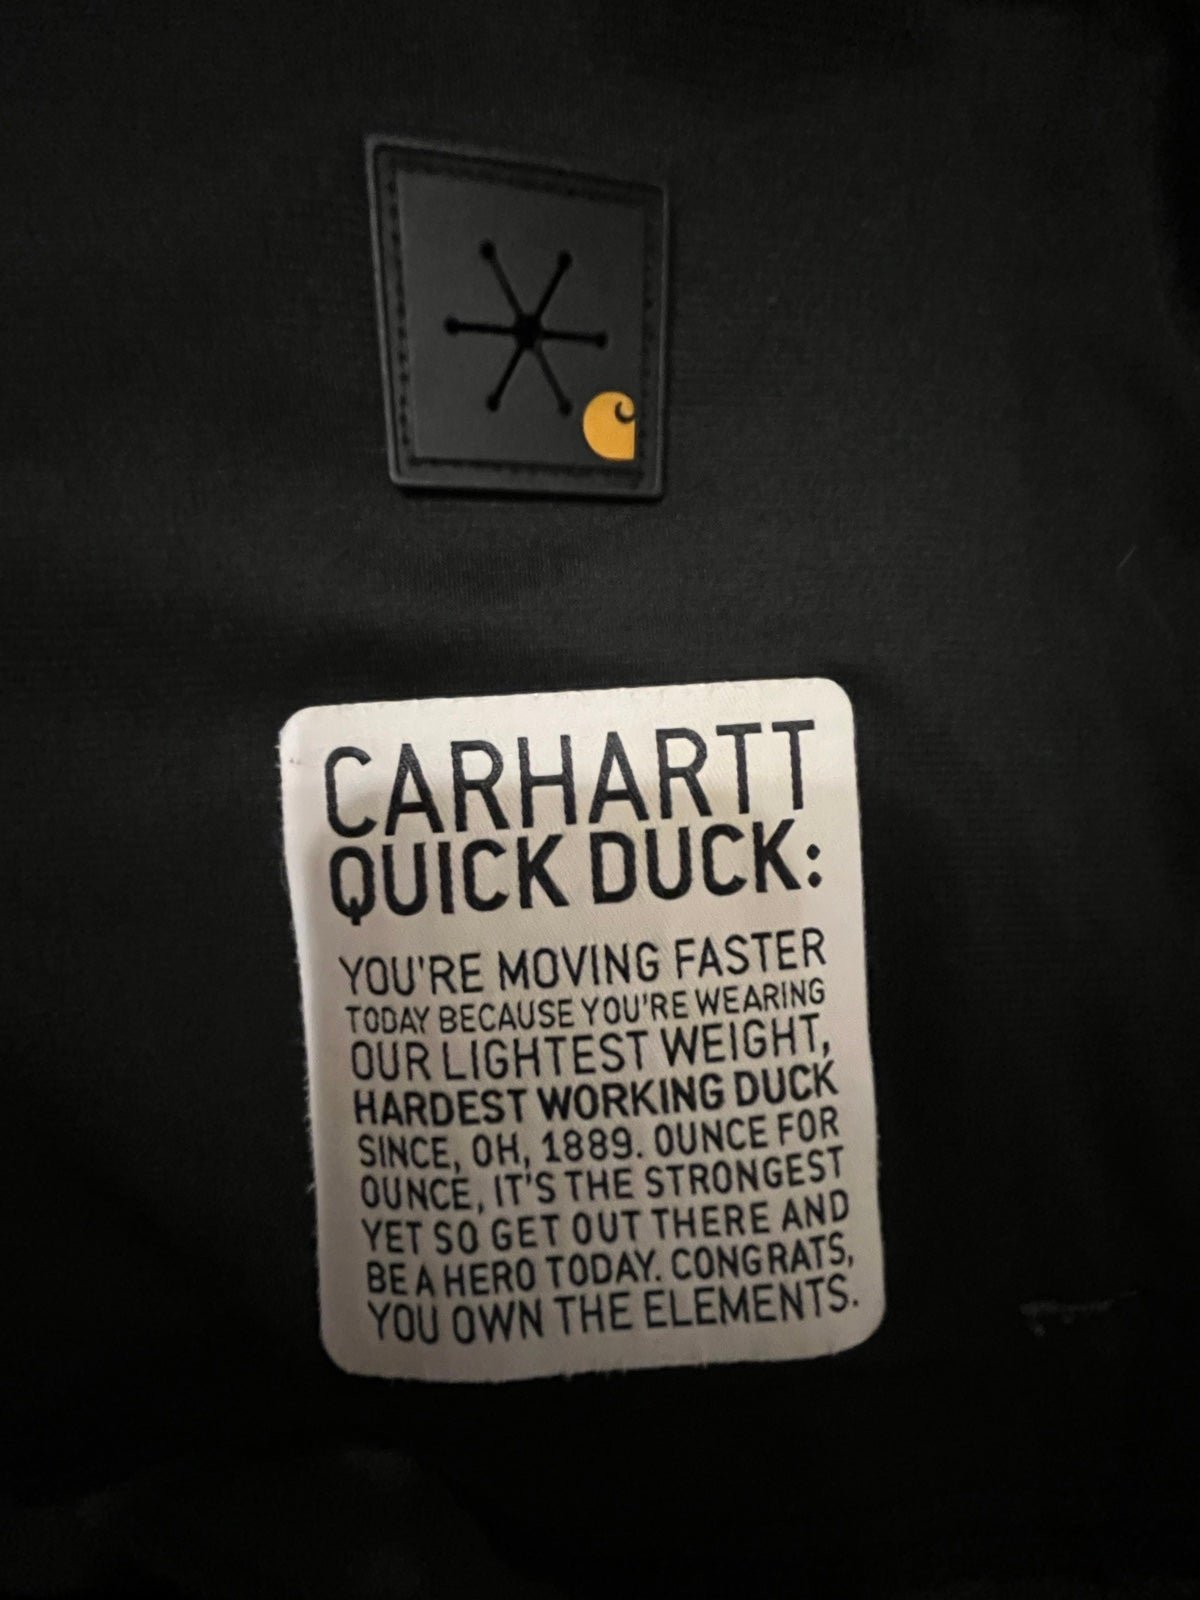 CARHARTT
QUICK DUCK:
YOU'RE MOVING FASTER
TODAY BECAUSE YOU'RE WEARING
OUR LIGHTEST WEIGHT,
HARDEST WORKING DUCK
SINCE, OH, 1889. OUNCE FOR
OUNCE, IT'S THE STRONGEST
YET SO GET OUT THERE AND
BE A HERO TODAY. CONGRATS,
YOU OWN THE ELEMENTS.